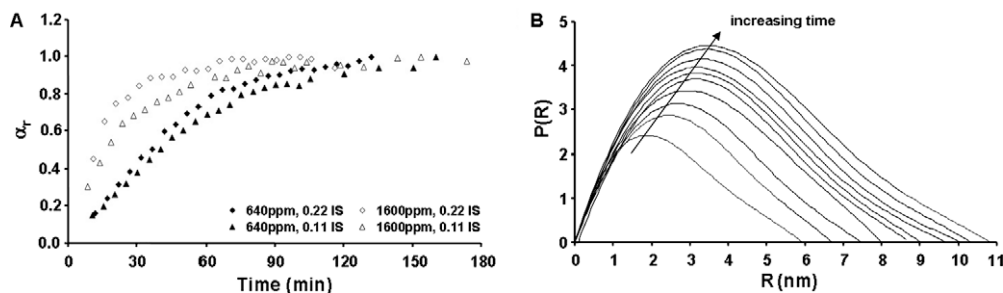 A
1.2
1.0
0.8
0.6
0.4
0.2
0.0
αr
0 30 60 90 120 150 180
Time (min)
640ppm, 0.22 IS
1600ppm, 0.22 IS
640ppm, 0.11 IS
1600ppm, 0.11 IS
B
5
4
3
2
1
0
P(R)
increasing time
0 1 2 3 4 5 6 7 8 9 10 11
R (nm)